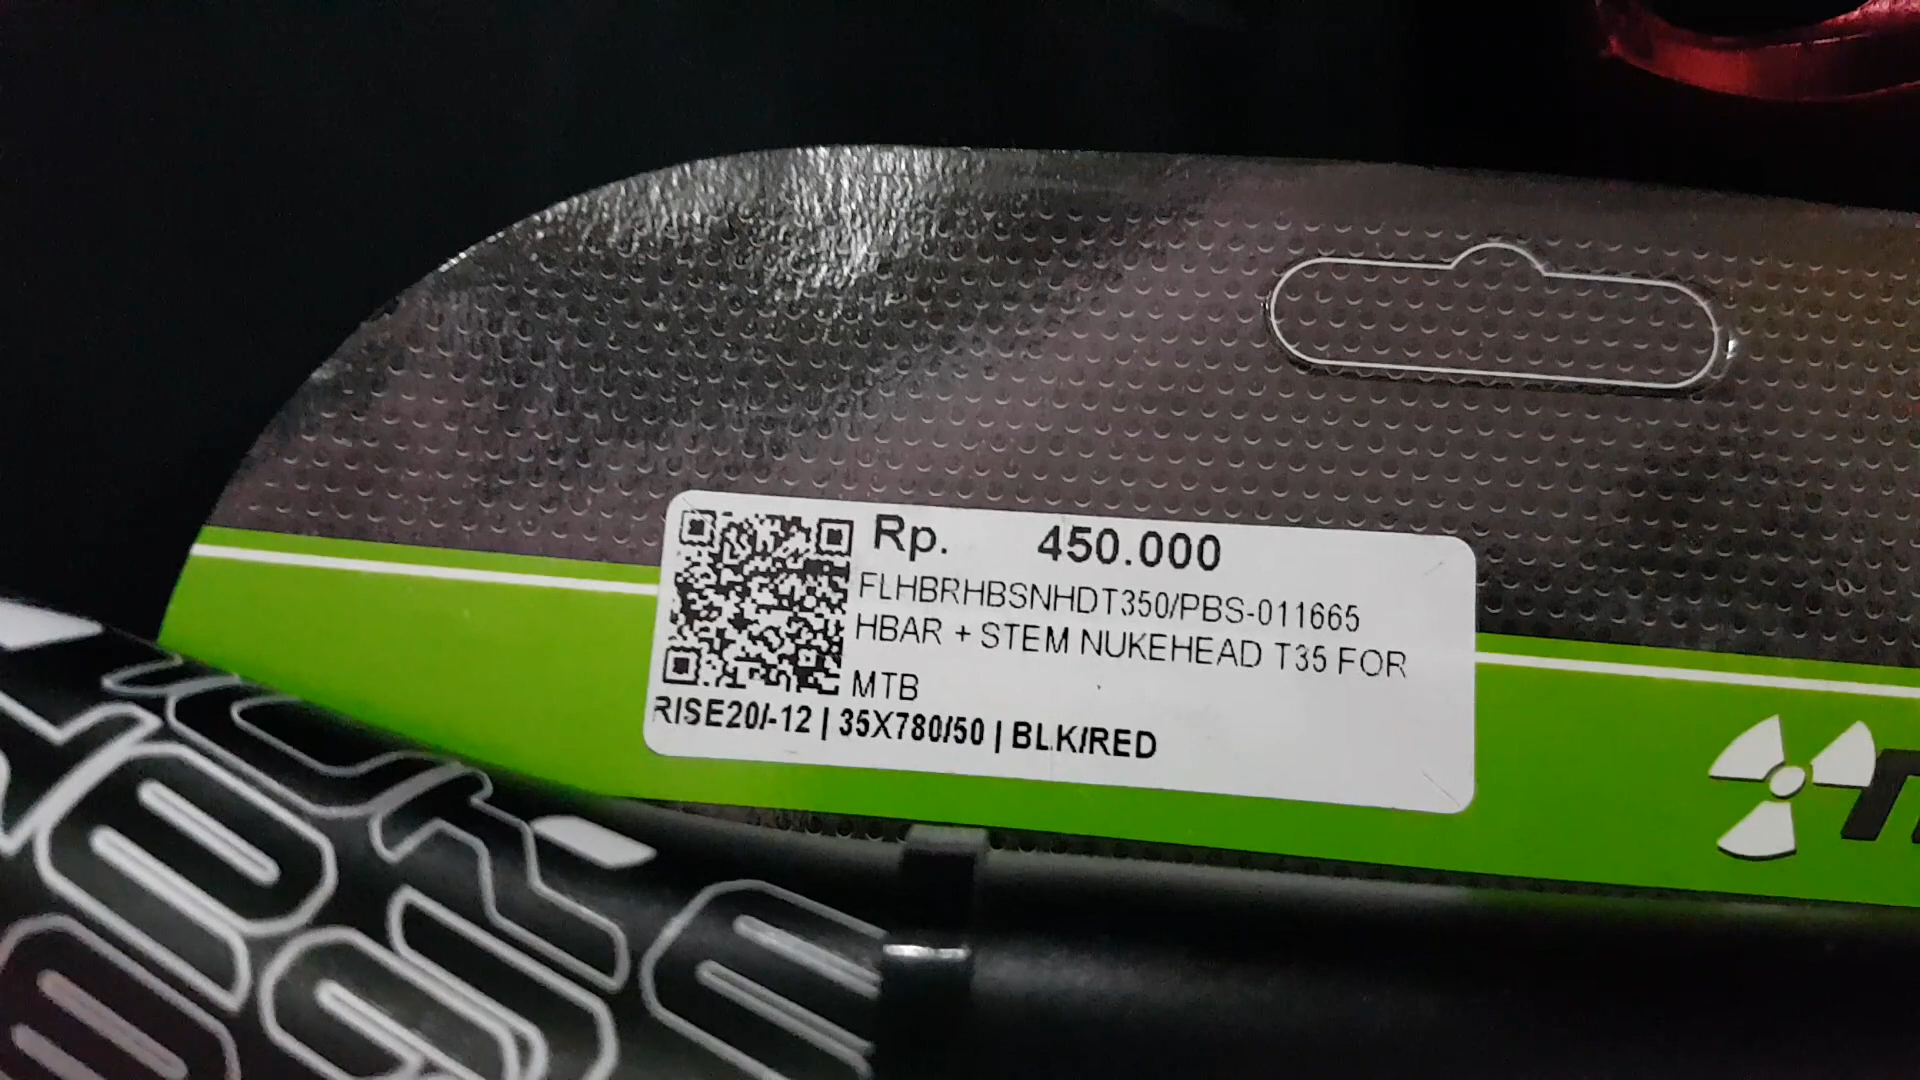 Rp. 450.000
FLHBRHBSNHDT350/PBS-011665
HBAR + STEM NUKEHEAD T35 FOR
MTB
RISE20/-12 | 35X780/50 | BLK/RED